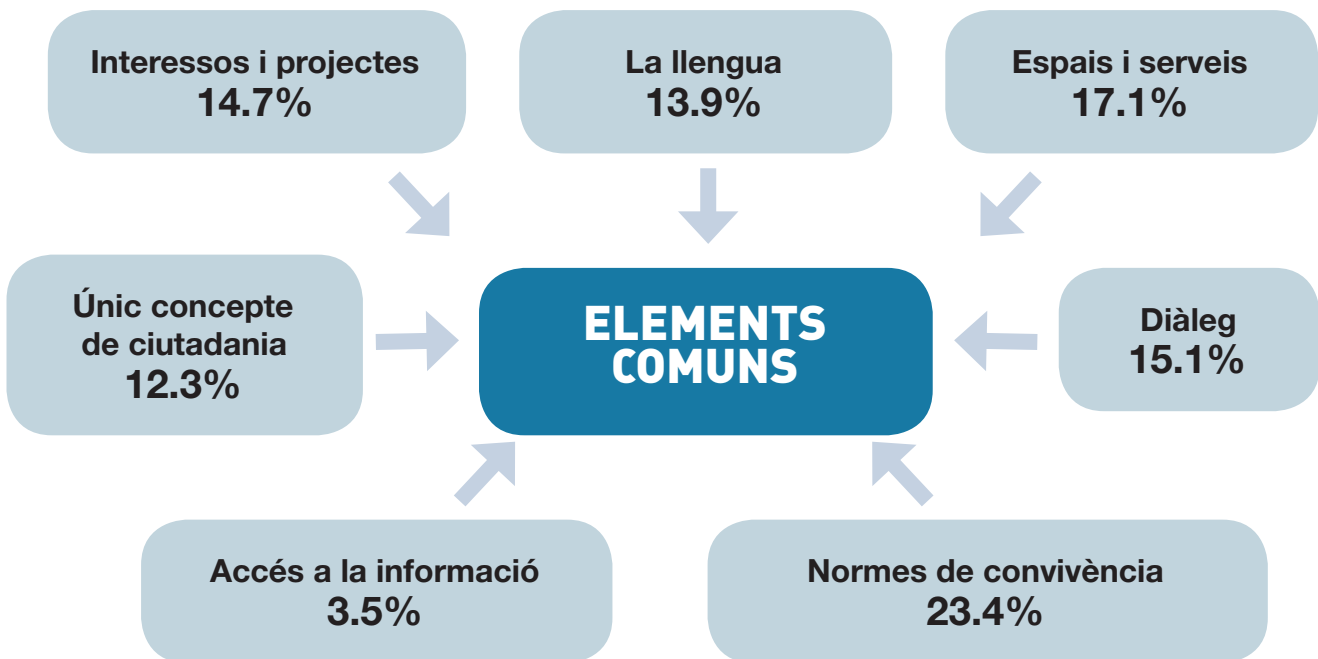 Interessos i projectes
14.7%
La llengua
13.9%
Espais i serveis
17.1%
Únic concepte
de ciutadania
12.3%
ELEMENTS
COMUNS
Diàleg
15.1%
Accés a la informació
3.5%
Normes de convivència
23.4%